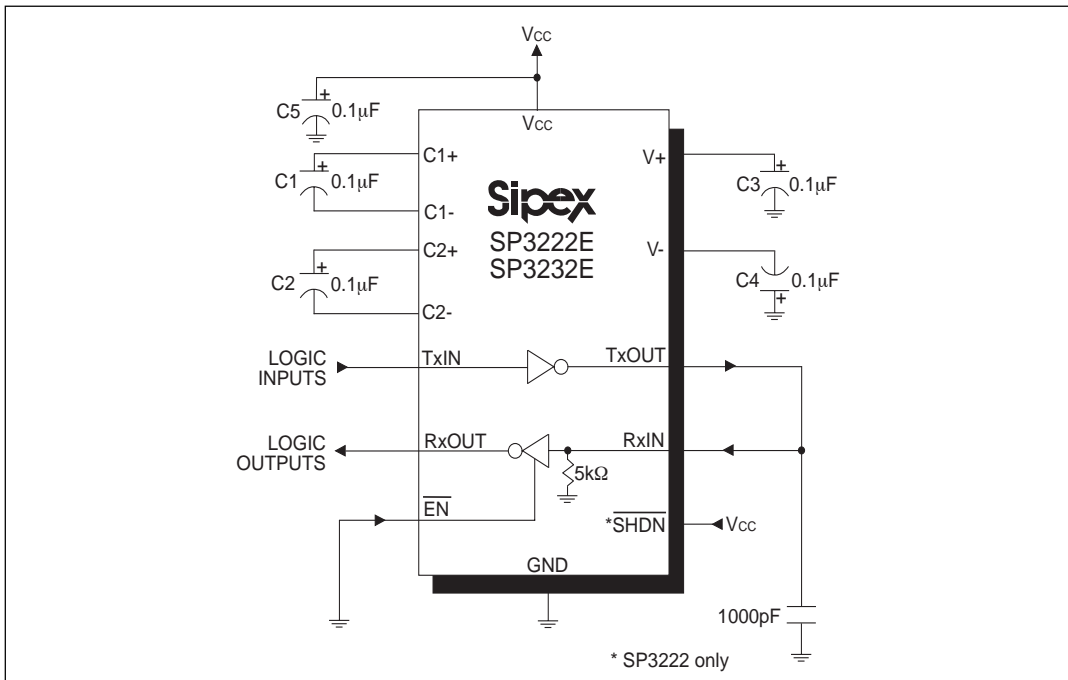 Vcc
C5
+
0.1µF
Vcc
C1+
V+
C1
+
0.1µF
C3
+
0.1µF
C1-
Sipex
SP3222E
SP3232E
C2+
V-
C2
+
0.1µF
C4
0.1µF
+
C2-
LOGIC
INPUTS
TxIN
TxOUT
LOGIC
OUTPUTS
RxOUT
RxIN
5kΩ
EN
*SHDN
Vcc
GND
1000pF
* SP3222 only